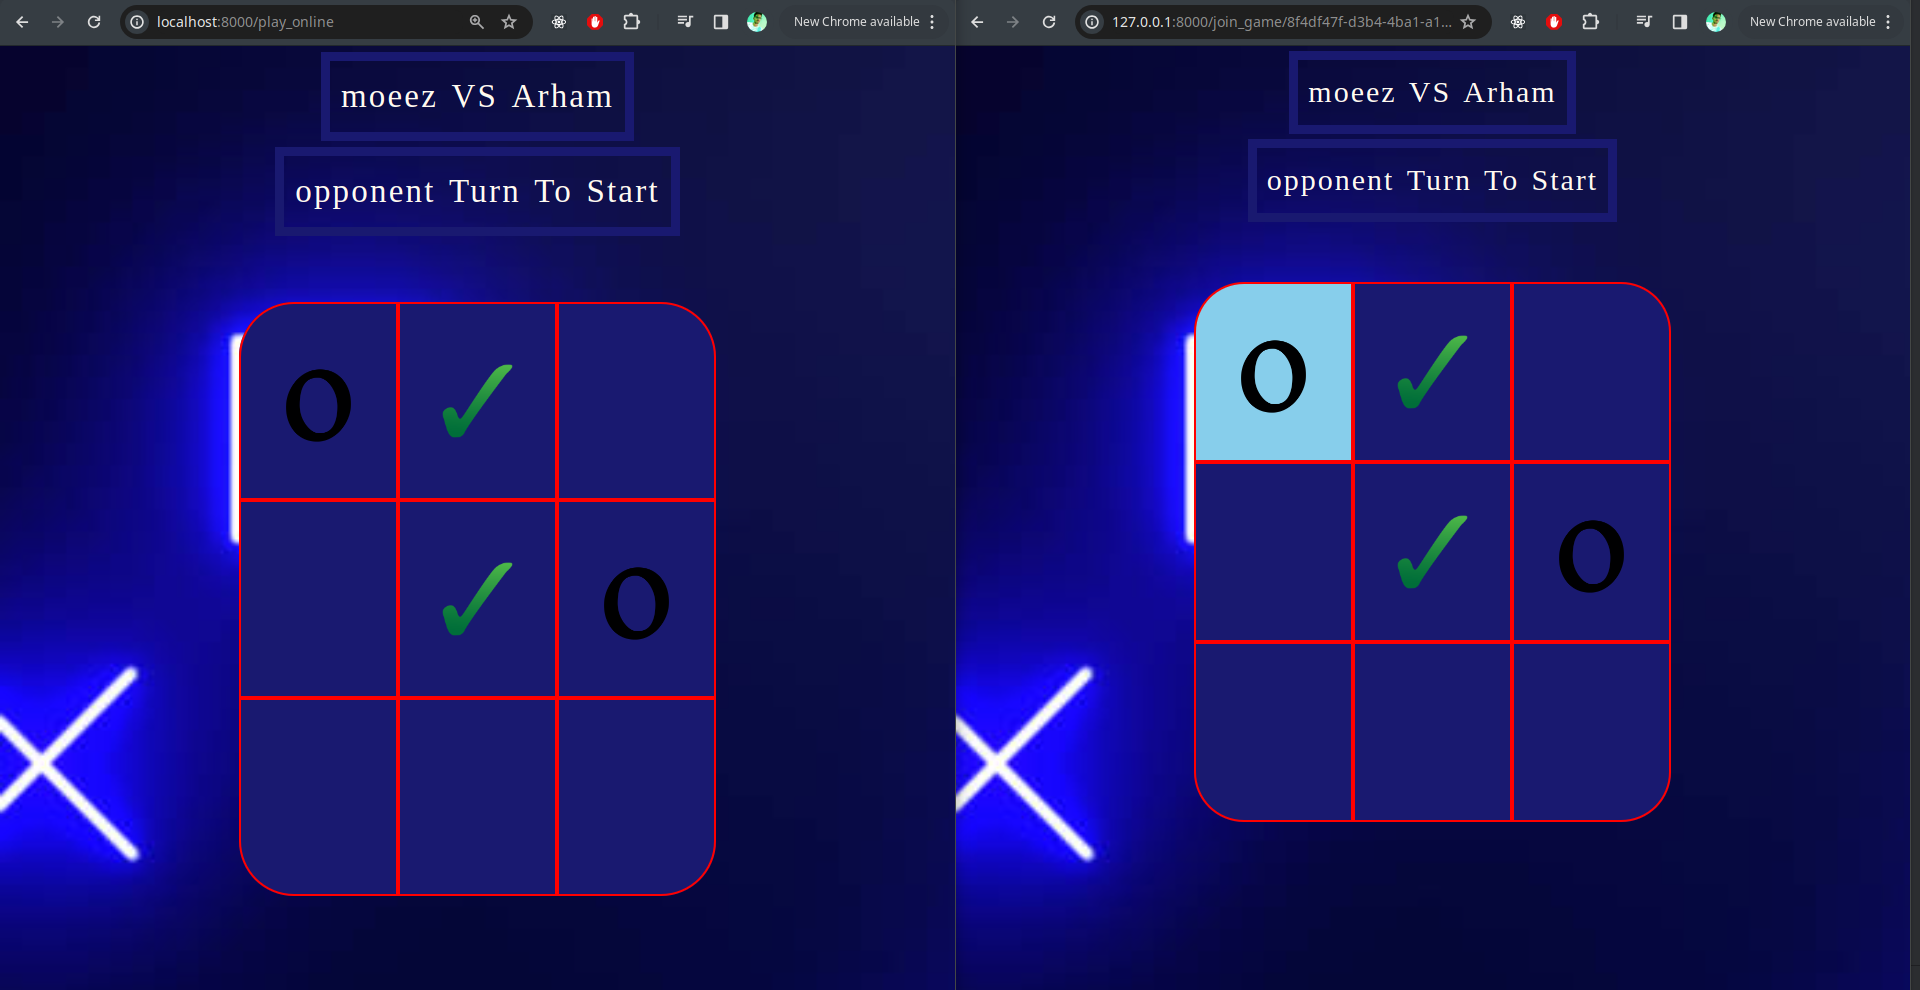 localhost:8000/play_online
New Chrome available
moeez VS Arham
opponent Turn To Start
O ✓
✓ O
127.0.0.1:8000/join_game/8f4df47f-d3b4-4ba1-a1...
New Chrome available
moeez VS Arham
opponent Turn To Start
O ✓
✓ O